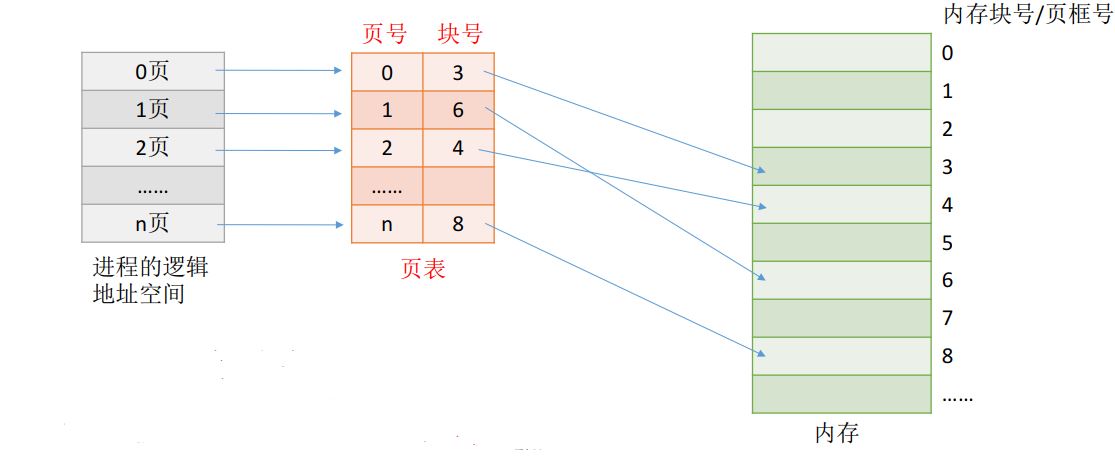 内存块号/页框号
页号 块号
0页 0 3 0
1页 1 6 1
2页 2 4 2
3
…… …… 4
n页 n 8 5
6
7
8
……
进程的逻辑
地址空间
页表
内存